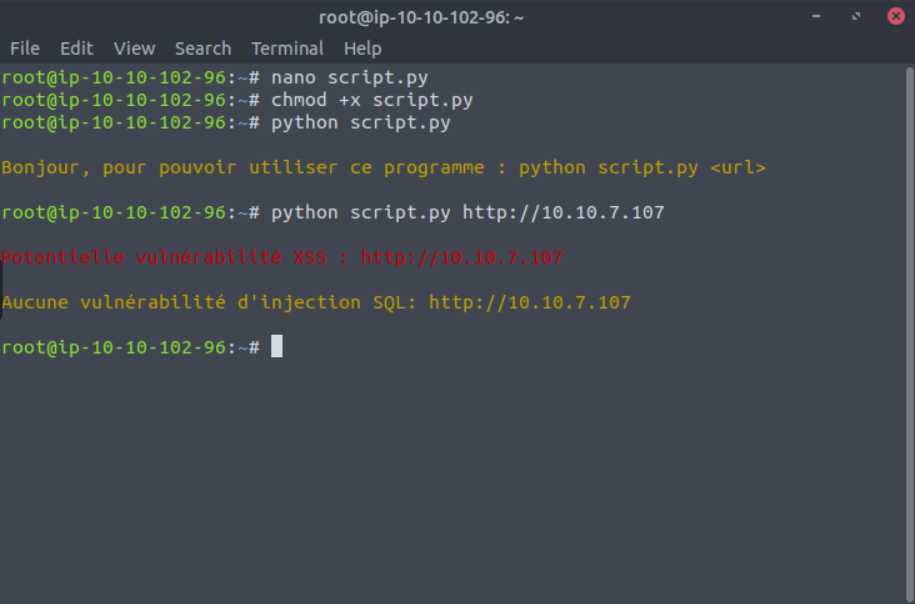 root@ip-10-10-102-96: ~
File Edit View Search Terminal Help
root@ip-10-10-102-96:~# nano script.py
root@ip-10-10-102-96:~# chmod +x script.py
root@ip-10-10-102-96:~# python script.py
Bonjour, pour pouvoir utiliser ce programme : python script.py <url>
root@ip-10-10-102-96:~# python script.py http://10.10.7.107
Potentielle vulnérabilité XSS : http://10.10.7.107
Aucune vulnérabilité d'injection SQL: http://10.10.7.107
root@ip-10-10-102-96:~#